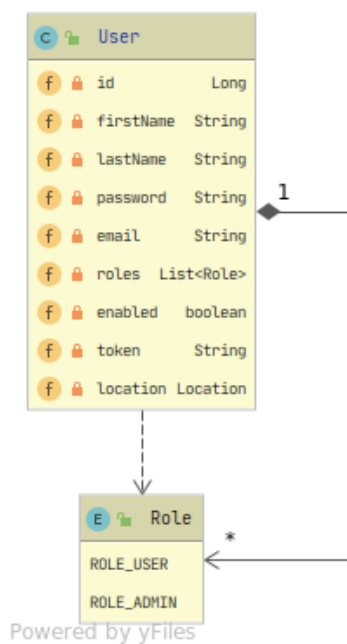 C User
f id Long
f firstName String
f lastName String
f password String
1
f email String
f roles List<Role>
f enabled boolean
f token String
f location Location
E Role
*
ROLE_USER
ROLE_ADMIN
Powered by yFiles